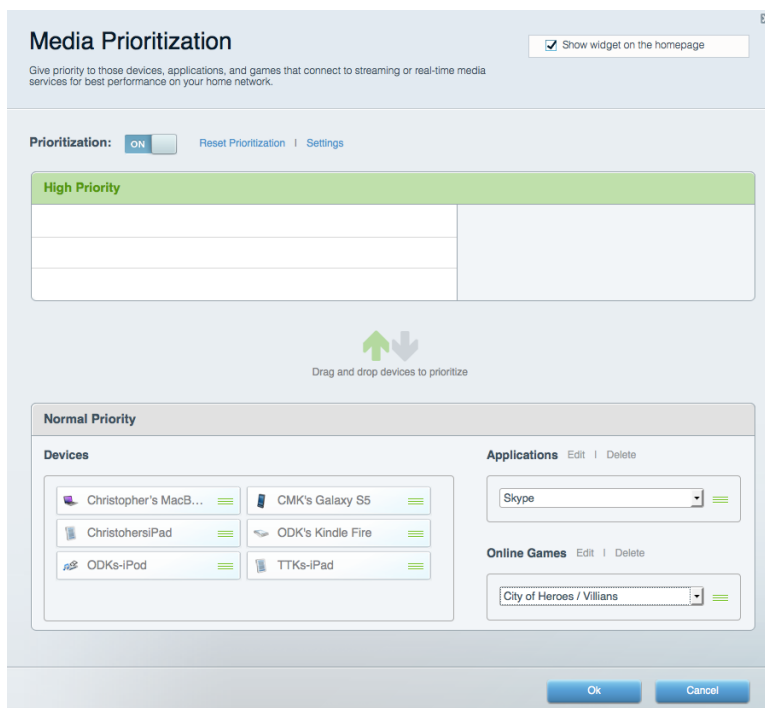 Media Prioritization
Show widget on the homepage
Give priority to those devices, applications, and games that connect to streaming or real-time media
services for best performance on your home network.
Prioritization: ON Reset Prioritization | Settings
High Priority
Drag and drop devices to prioritize
Normal Priority
Devices
Christopher's MacB...
CMK's Galaxy S5
ChristohersiPad
ODK's Kindle Fire
ODKs-iPod
TTKs-iPad
Applications Edit | Delete
Skype
Online Games Edit | Delete
City of Heroes / Villians
Ok
Cancel